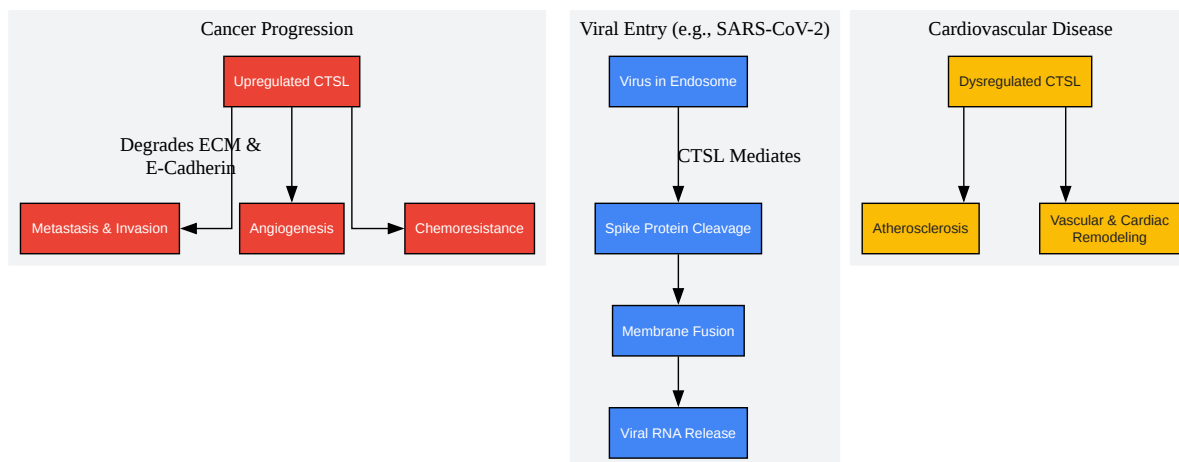 Cancer Progression
Upregulated CTSL
Degrades ECM &
E-Cadherin
Metastasis & Invasion
Angiogenesis
Chemoresistance
Viral Entry (e.g., SARS-CoV-2)
Virus in Endosome
CTSL Mediates
Spike Protein Cleavage
Membrane Fusion
Viral RNA Release
Cardiovascular Disease
Dysregulated CTSL
Atherosclerosis
Vascular & Cardiac
Remodeling